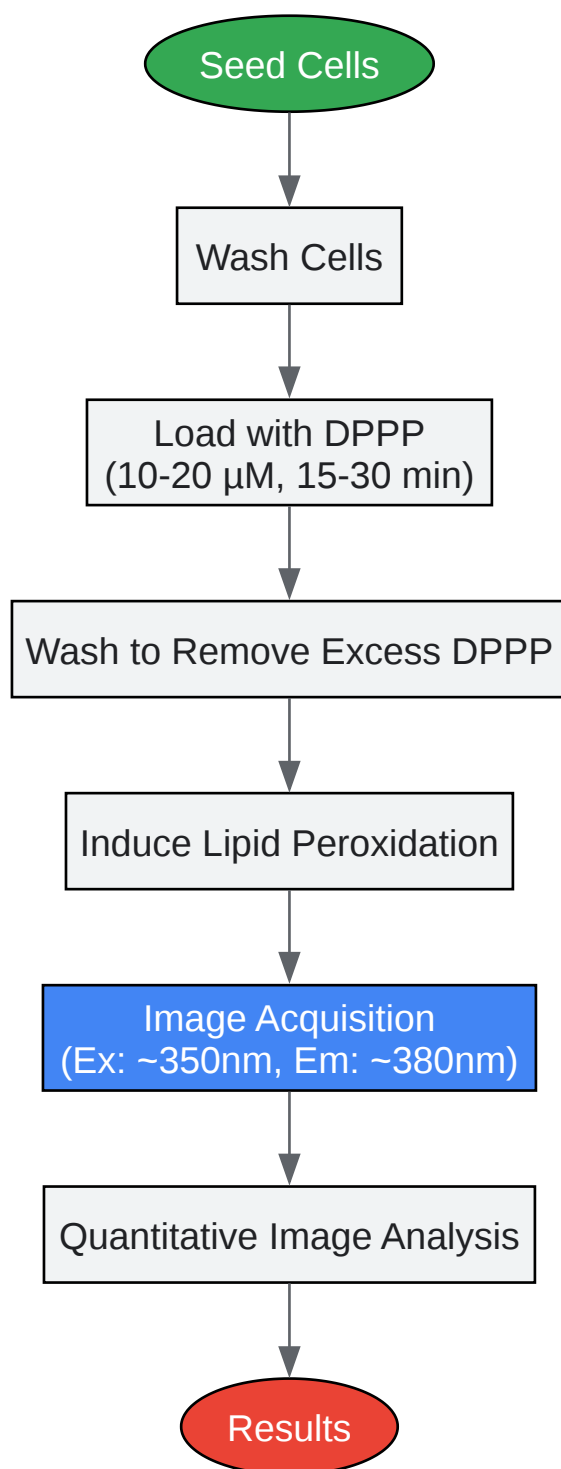 Seed Cells
Wash Cells
Load with DPPP
(10-20 µM, 15-30 min)
Wash to Remove Excess DPPP
Induce Lipid Peroxidation
Image Acquisition
(Ex: ~350nm, Em: ~380nm)
Quantitative Image Analysis
Results